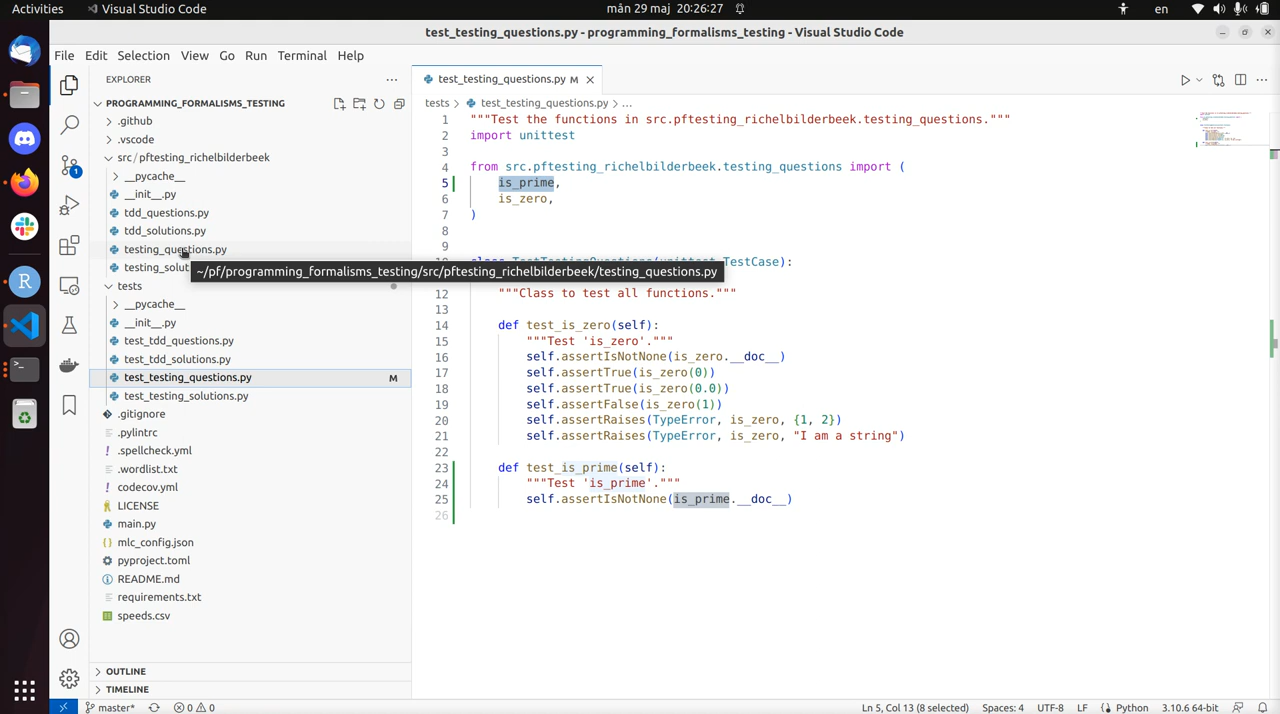 Activities
Visual Studio Code
mån 29 maj 20:26:27
en
test_testing_questions.py - programming_formalisms_testing - Visual Studio Code
File Edit Selection View Go Run Terminal Help
EXPLORER
PROGRAMMING_FORMALISMS_TESTING
.github
.vscode
src / pftesting_richelbilderbeek
__pycache__
__init__.py
tdd_questions.py
tdd_solutions.py
testing_questions.py
testing_solut
~/pf/programming_formalisms_testing/src/pftesting_richelbilderbeek/testing_questions.py
tests
__pycache__
__init__.py
test_tdd_questions.py
test_tdd_solutions.py
test_testing_questions.py M
test_testing_solutions.py
.gitignore
.pylintrc
.spellcheck.yml
.wordlist.txt
codecov.yml
LICENSE
main.py
mlc_config.json
pyproject.toml
README.md
requirements.txt
speeds.csv
OUTLINE
TIMELINE
1
R
test_testing_questions.py M
tests > test_testing_questions.py > ...
1 """Test the functions in src.pftesting_richelbilderbeek.testing_questions."""
2 import unittest
3
4 from src.pftesting_richelbilderbeek.testing_questions import (
5 is_prime,
6 is_zero,
7 )
8
9
TestCase):
12 """Class to test all functions."""
13
14 def test_is_zero(self):
15 """Test 'is_zero'."""
16 self.assertIsNotNone(is_zero.__doc__)
17 self.assertTrue(is_zero(0))
18 self.assertTrue(is_zero(0.0))
19 self.assertFalse(is_zero(1))
20 self.assertRaises(TypeError, is_zero, {1, 2})
21 self.assertRaises(TypeError, is_zero, "I am a string")
22
23 def test_is_prime(self):
24 """Test 'is_prime'."""
25 self.assertIsNotNone(is_prime.__doc__)
26
master* 0 0
Ln 5, Col 13 (8 selected) Spaces: 4 UTF-8 LF Python 3.10.6 64-bit